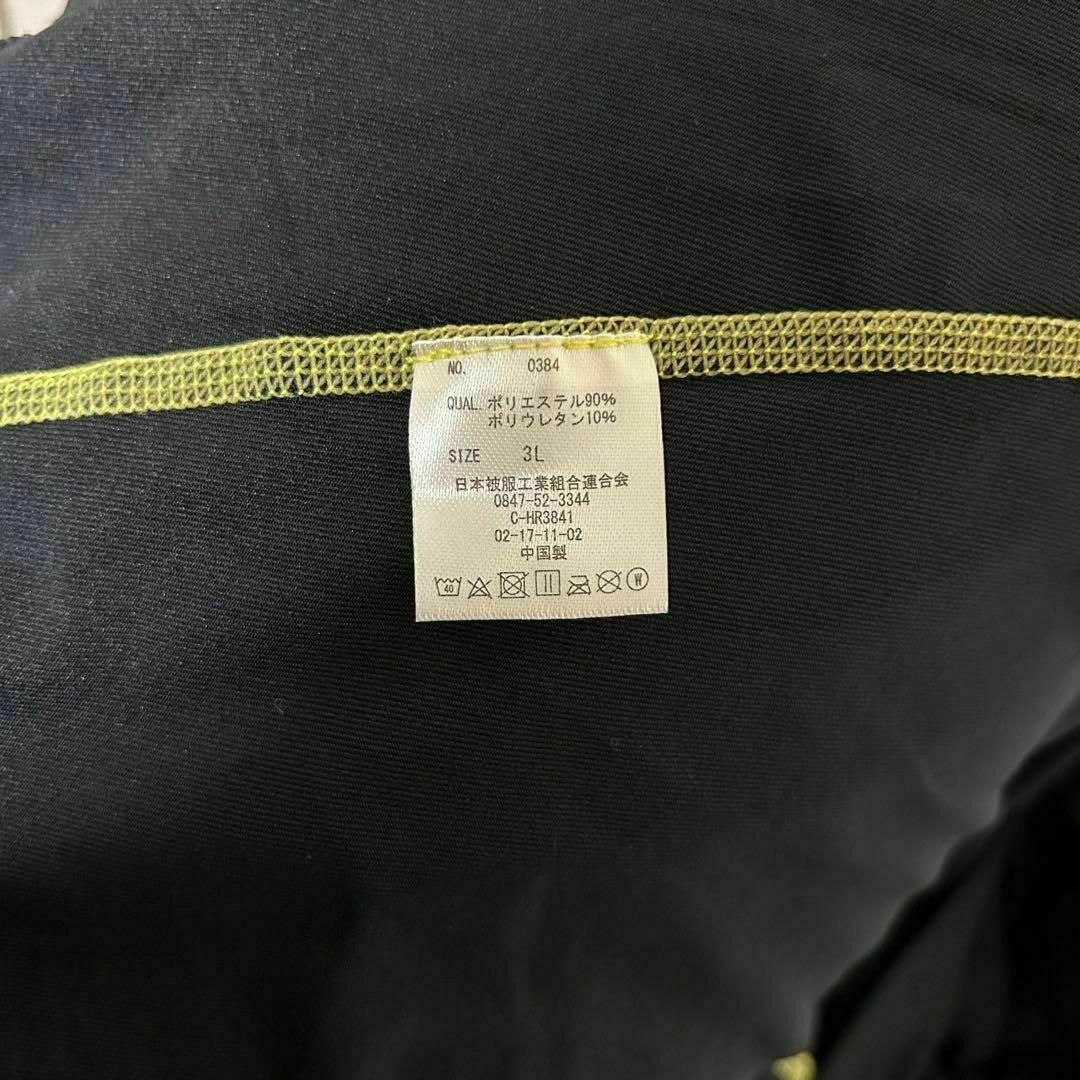 NO. 0384
QUAL. ポリエステル90%
ポリウレタン10%
SIZE 3L
日本被服工業組合連合会
0847-52-3344
C-HR3841
02-17-11-02
中国製
40 W